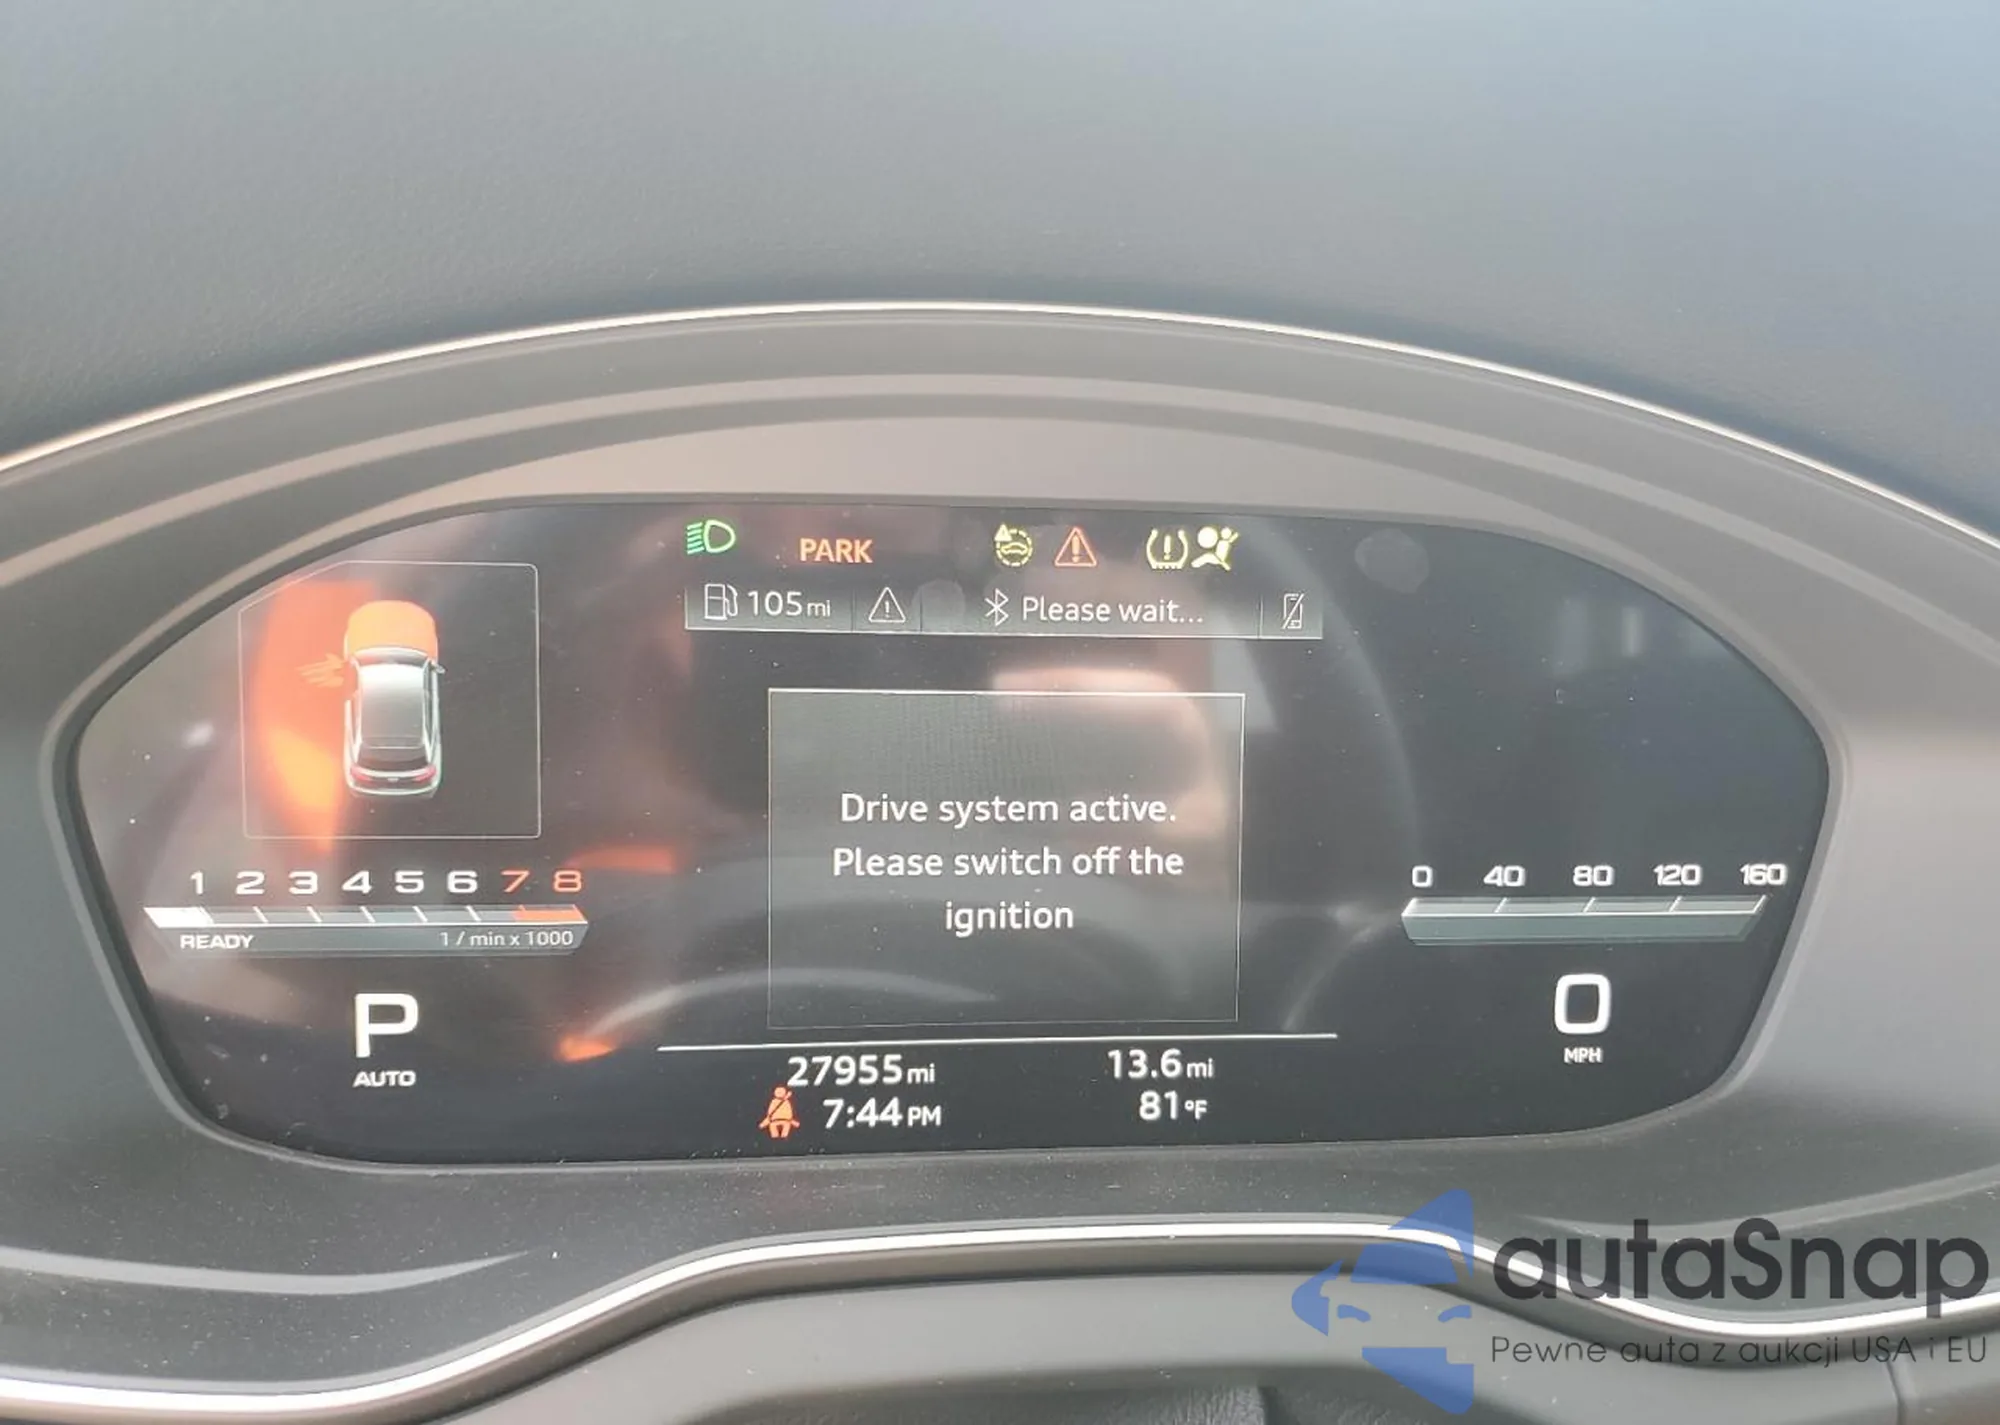 PARK
105 mi
Please wait...
Drive system active.
Please switch off the
ignition
1 2 3 4 5 6 7 8
READY
1 / min x 1000
P
AUTO
0 40 80 120 160
0
MPH
27955 mi
13.6 mi
7:44 PM
81 °F
autaSnap
Pewne auta z aukcji USA i EU